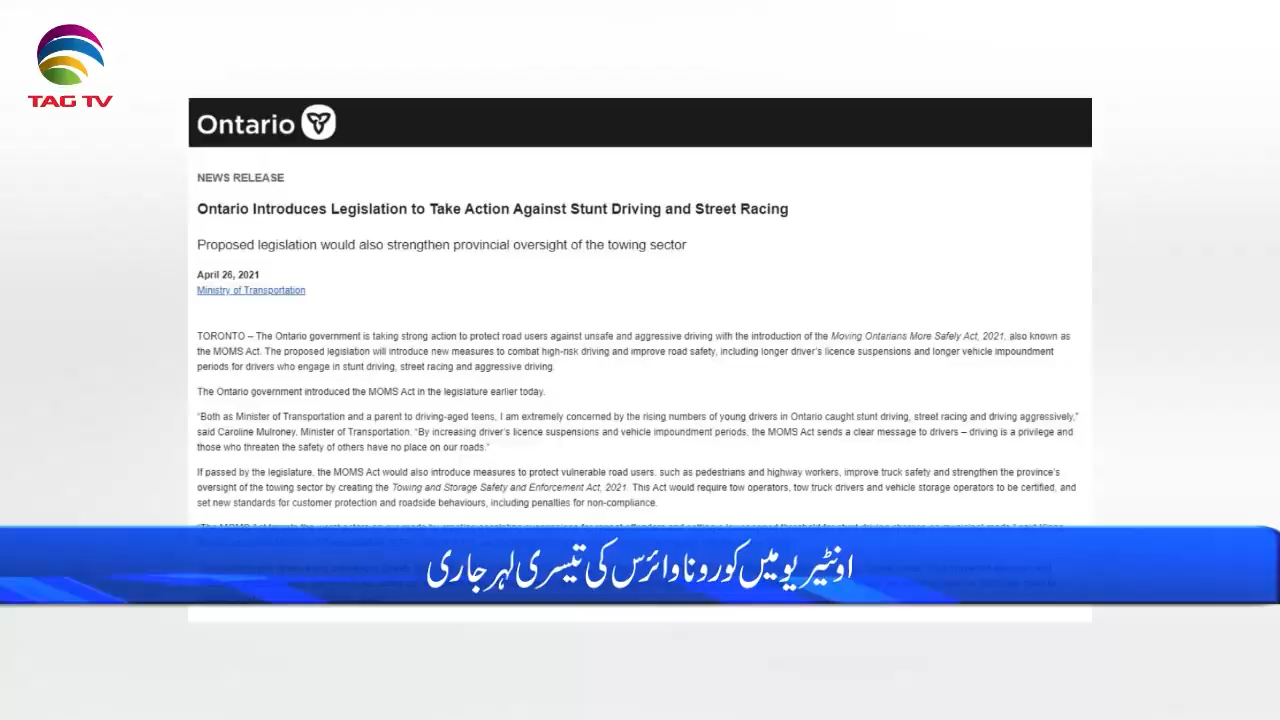 TAG TV
Ontario
NEWS RELEASE
Ontario Introduces Legislation to Take Action Against Stunt Driving and Street Racing
Proposed legislation would also strengthen provincial oversight of the towing sector
April 26, 2021
Ministry of Transportation
TORONTO – The Ontario government is taking strong action to protect road users against unsafe and aggressive driving with the introduction of the Moving Ontarians More Safely Act, 2021, also known as
the MOMS Act. The proposed legislation will introduce new measures to combat high-risk driving and improve road safety, including longer driver's licence suspensions and longer vehicle impoundment
periods for drivers who engage in stunt driving, street racing and aggressive driving.
The Ontario government introduced the MOMS Act in the legislature earlier today.
"Both as Minister of Transportation and a parent to driving-aged teens, I am extremely concerned by the rising numbers of young drivers in Ontario caught stunt driving, street racing and driving aggressively,"
said Caroline Mulroney, Minister of Transportation. "By increasing driver's licence suspensions and vehicle impoundment periods, the MOMS Act sends a clear message to drivers – driving is a privilege and
those who threaten the safety of others have no place on our roads."
If passed by the legislature, the MOMS Act would also introduce measures to protect vulnerable road users, such as pedestrians and highway workers, improve truck safety and strengthen the province's
oversight of the towing sector by creating the Towing and Storage Safety and Enforcement Act, 2021. This Act would require tow operators, tow truck drivers and vehicle storage operators to be certified, and
set new standards for customer protection and roadside behaviours, including penalties for non-compliance.
اونٹیریو میں کورونا وائرس کی تیسری لہر جاری